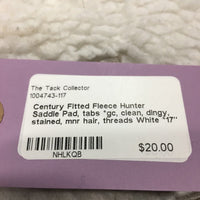 The Tack Collector
1004743-117
Century Fitted Fleece Hunter
Saddle Pad, tabs *gc, clean, dingy,
stained, mnr hair, threads White "17"
NHLKQB
$20.00